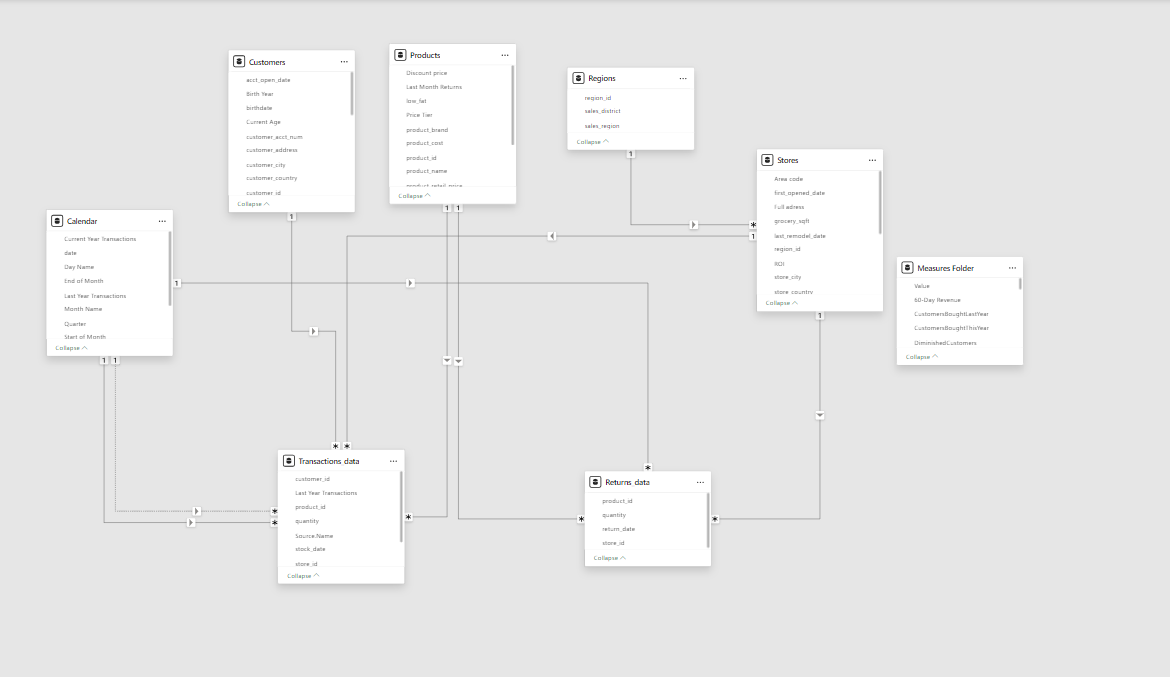 Customers
acct_open_date
Birth Year
birthdate
Current Age
customer_acct_num
customer_address
customer_city
customer_country
customer_id
Collapse
Products
Discount price
Last Month Returns
low_fat
Price Tier
product_brand
product_cost
product_id
product_name
product_retail_price
Collapse
Regions
region_id
sales_district
sales_region
Collapse
Stores
Area code
first_opened_date
Full adress
grocery_sqft
last_remodel_date
region_id
ROI
store_city
store_country
Collapse
Calendar
Current Year Transactions
date
Day Name
End of Month
Last Year Transactions
Month Name
Quarter
Start of Month
Collapse
Measures Folder
Value
60-Day Revenue
CustomersBoughtLastYear
CustomersBoughtThisYear
DiminishedCustomers
Collapse
Transactions_data
customer_id
Last Year Transactions
product_id
quantity
Source.Name
stock_date
store_id
Collapse
Returns_data
product_id
quantity
return_date
store_id
Collapse
1
1
1
1
1
1
1
1
1
*
*
*
*
*
*
*
*
*